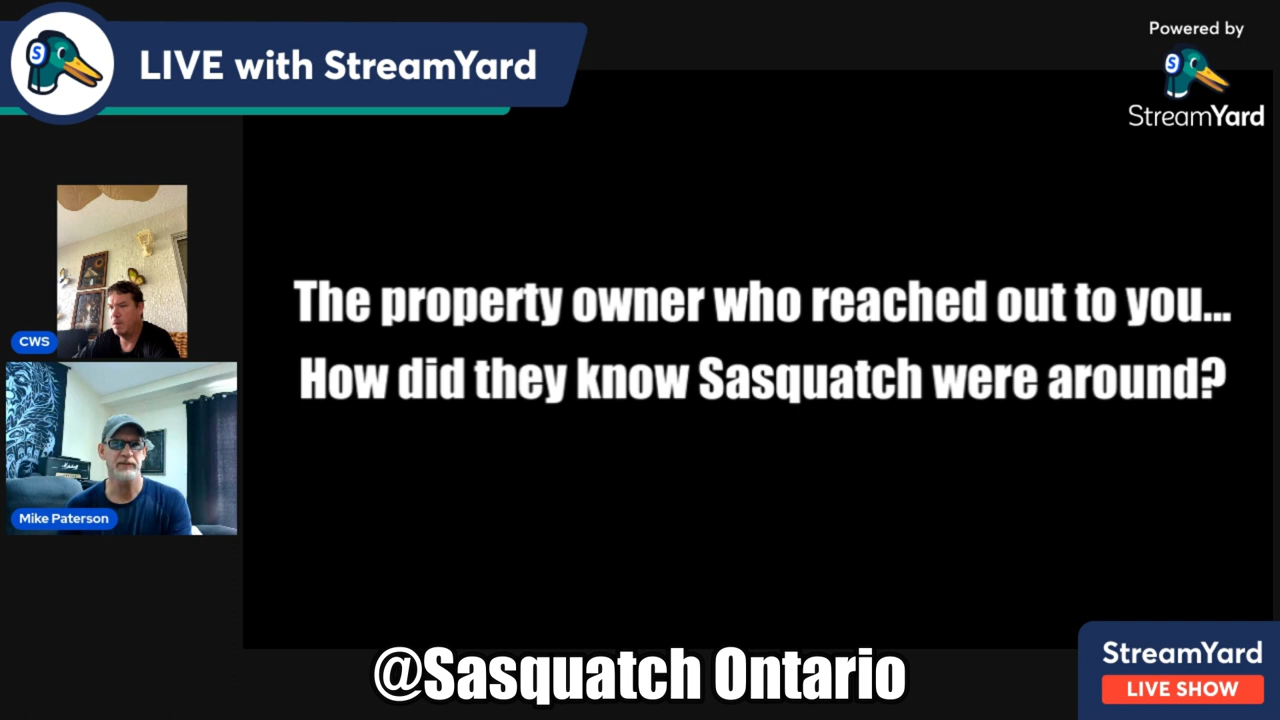 S
LIVE with StreamYard
Powered by
S
StreamYard
The property owner who reached out to you...
How did they know Sasquatch were around?
CWS
Marshall
Mike Paterson
@Sasquatch Ontario
StreamYard
LIVE SHOW